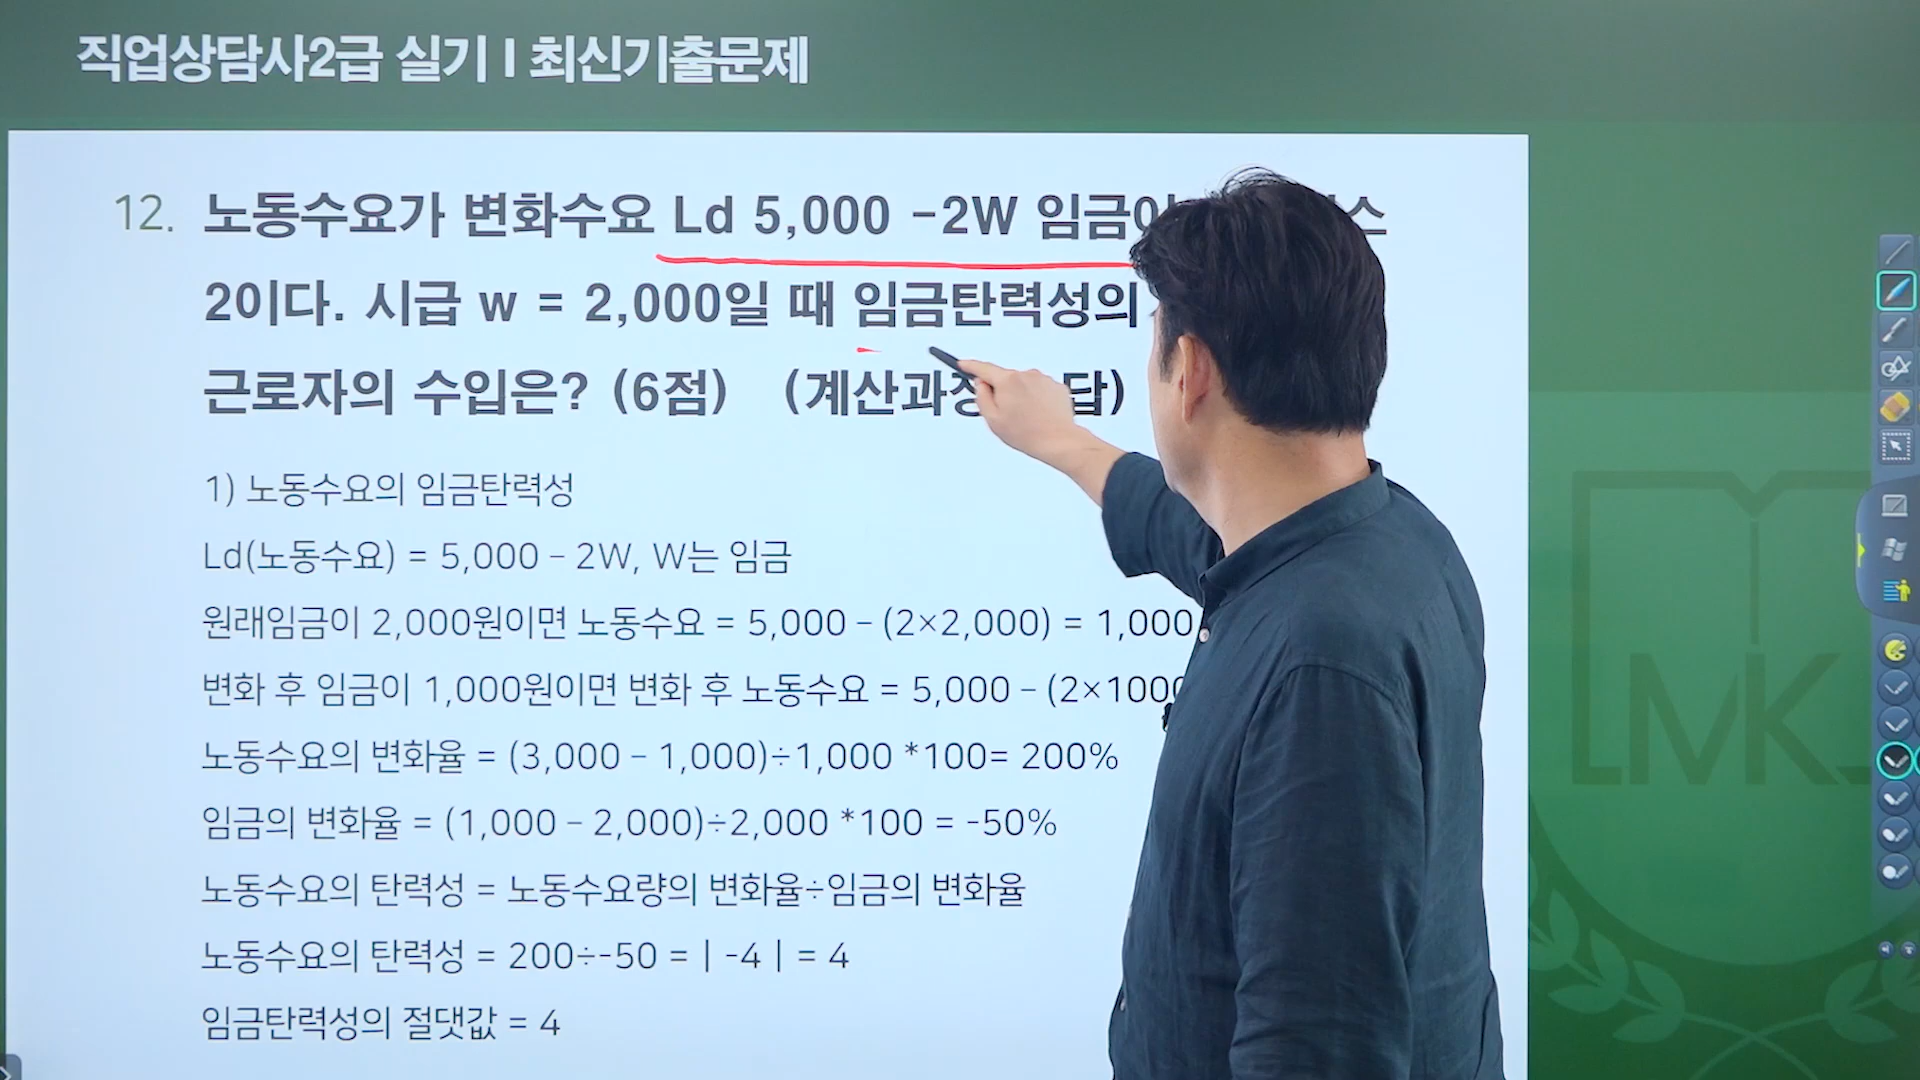 직업상담사2급 실기 I 최신기출문제
12. 노동수요가 변화수요 Ld 5,000 -2W 임금이
2이다. 시급 w = 2,000일 때 임금탄력성의
근로자의 수입은? (6점) (계산과정 답)
1) 노동수요의 임금탄력성
Ld(노동수요) = 5,000 - 2W, W는 임금
원래임금이 2,000원이면 노동수요 = 5,000 - (2×2,000) = 1,000
변화 후 임금이 1,000원이면 변화 후 노동수요 = 5,000 - (2×1000
노동수요의 변화율 = (3,000 - 1,000)÷1,000 *100= 200%
임금의 변화율 = (1,000 - 2,000)÷2,000 *100 = -50%
노동수요의 탄력성 = 노동수요량의 변화율÷임금의 변화율
노동수요의 탄력성 = 200÷-50 = | -4 | = 4
임금탄력성의 절댓값 = 4
MK